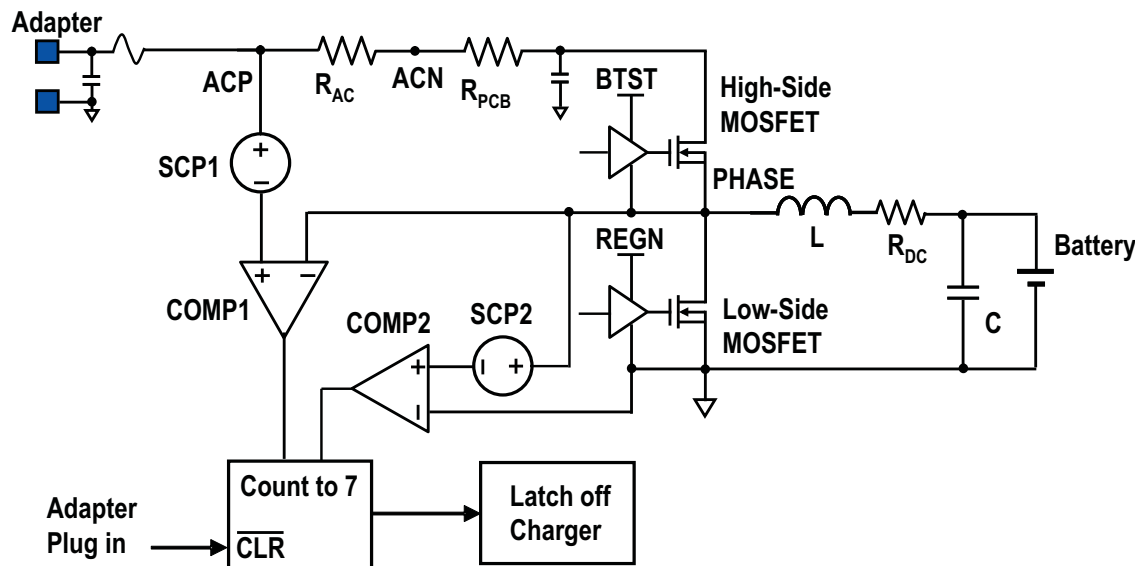 Adapter
ACP
R_AC
ACN
R_PCB
BTST
High-Side
MOSFET
SCP1
+
−
PHASE
REGN
L
R_DC
Battery
+
−
COMP1
COMP2
SCP2
−
+
+
−
Low-Side
MOSFET
C
Count to 7
C̅L̅R̅
Adapter
Plug in
Latch off
Charger